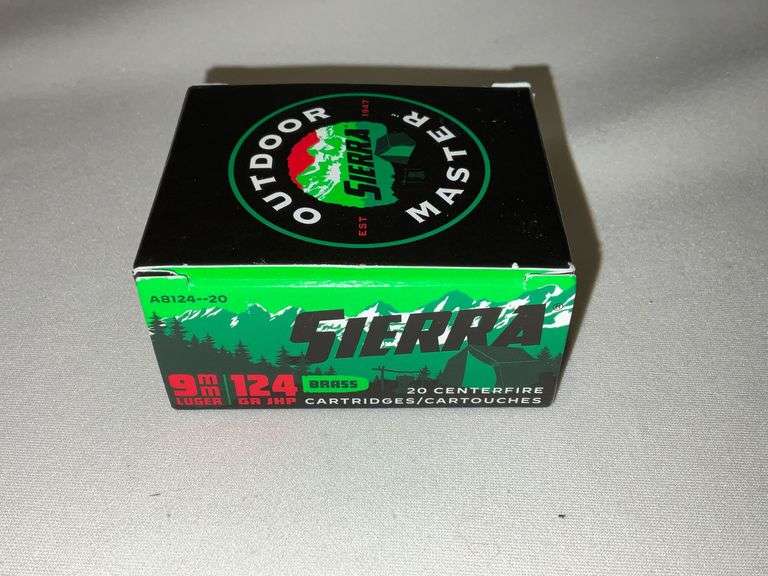 OUTDOOR
MASTER
SIERRA
EST 1947
A8124--20
SIERRA
9MM
LUGER
124
GR JHP
BRASS
20 CENTERFIRE
CARTRIDGES/CARTOUCHES